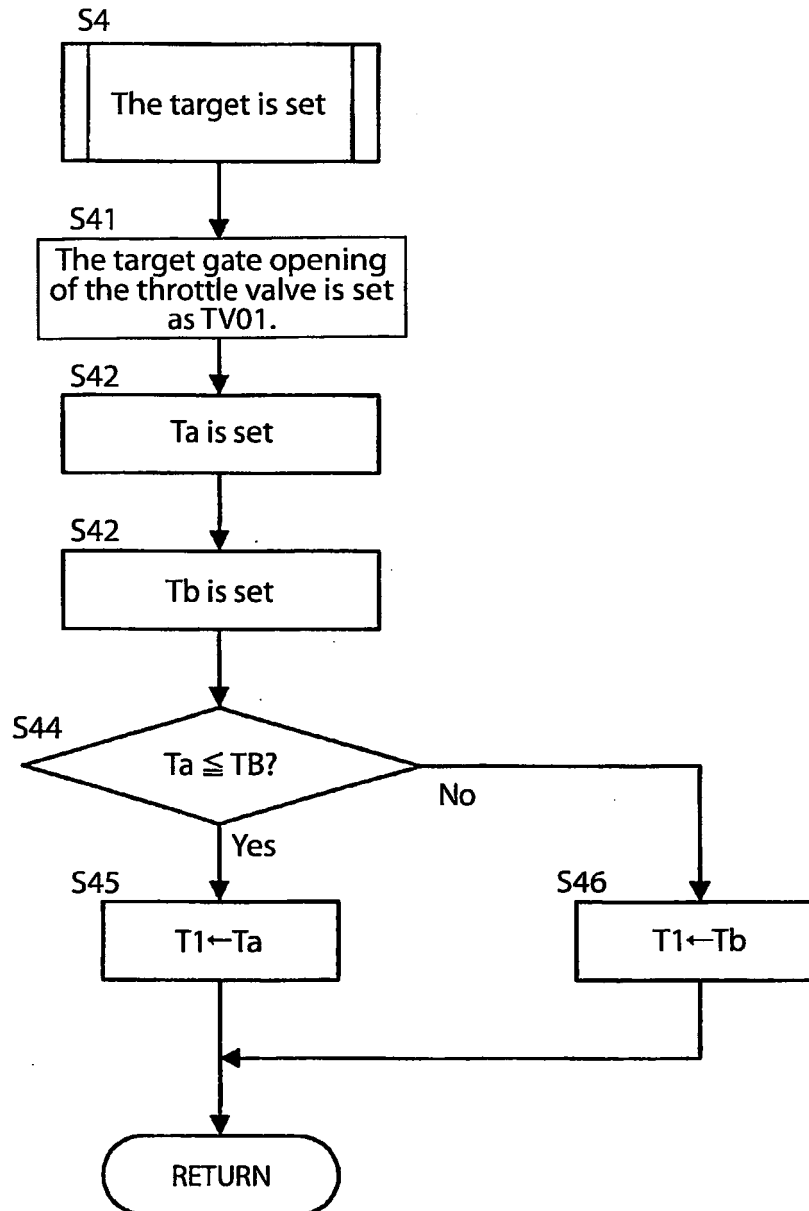 S4
The target is set
S41
The target gate opening
of the throttle valve is set
as TV01.
S42
Ta is set
S42
Tb is set
S44
Ta ≦ TB?
No
Yes
S45
T1←Ta
S46
T1←Tb
RETURN